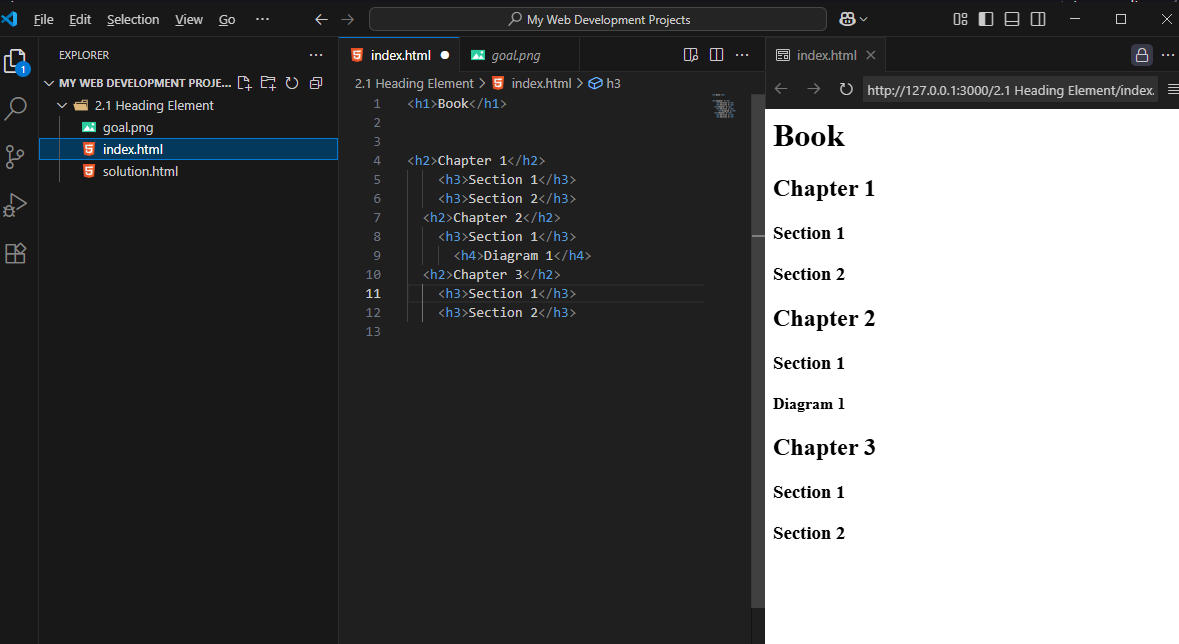 File Edit Selection View Go ··· My Web Development Projects
EXPLORER ···
1
MY WEB DEVELOPMENT PROJE...
2.1 Heading Element
goal.png
index.html
solution.html
index.html goal.png ···
2.1 Heading Element > index.html > h3
1 <h1>Book</h1>
2
3
4 <h2>Chapter 1</h2>
5 <h3>Section 1</h3>
6 <h3>Section 2</h3>
7 <h2>Chapter 2</h2>
8 <h3>Section 1</h3>
9 <h4>Diagram 1</h4>
10 <h2>Chapter 3</h2>
11 <h3>Section 1</h3>
12 <h3>Section 2</h3>
13
index.html ···
http://127.0.0.1:3000/2.1 Heading Element/index.
Book
Chapter 1
Section 1
Section 2
Chapter 2
Section 1
Diagram 1
Chapter 3
Section 1
Section 2